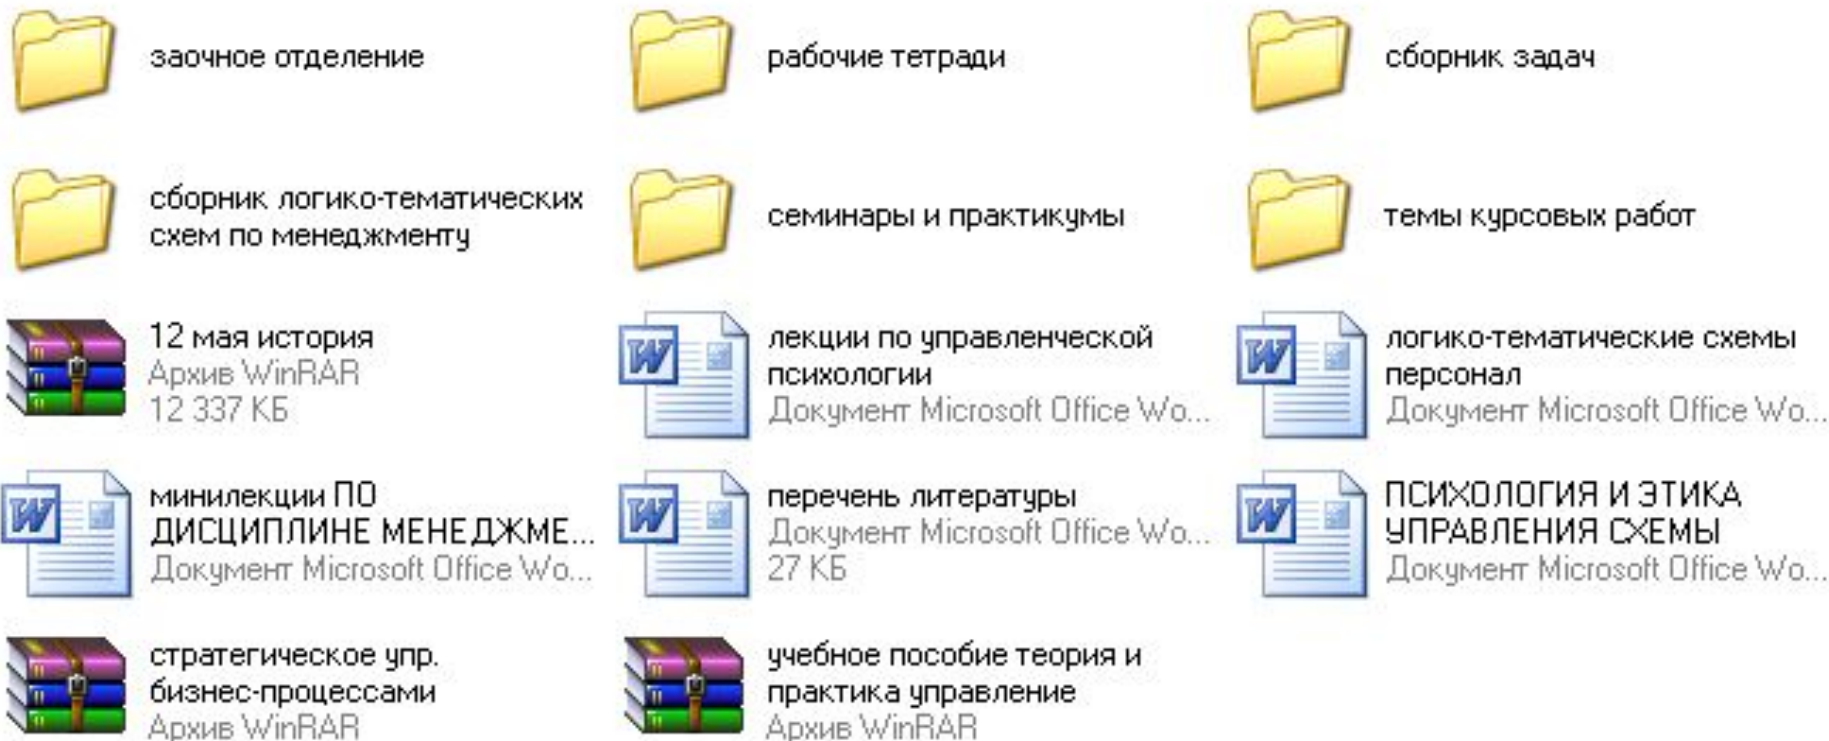 заочное отделение
рабочие тетради
сборник задач
сборник логико-тематических
схем по менеджменту
семинары и практикумы
темы курсовых работ
12 мая история
Архив WinRAR
12 337 КБ
лекции по управленческой
психологии
Документ Microsoft Office Wo...
логико-тематические схемы
персонал
Документ Microsoft Office Wo...
минилекции ПО
ДИСЦИПЛИНЕ МЕНЕДЖМЕ...
Документ Microsoft Office Wo...
перечень литературы
Документ Microsoft Office Wo...
27 КБ
ПСИХОЛОГИЯ И ЭТИКА
УПРАВЛЕНИЯ СХЕМЫ
Документ Microsoft Office Wo...
стратегическое упр.
бизнес-процессами
Архив WinRAR
учебное пособие теория и
практика управление
Архив WinRAR